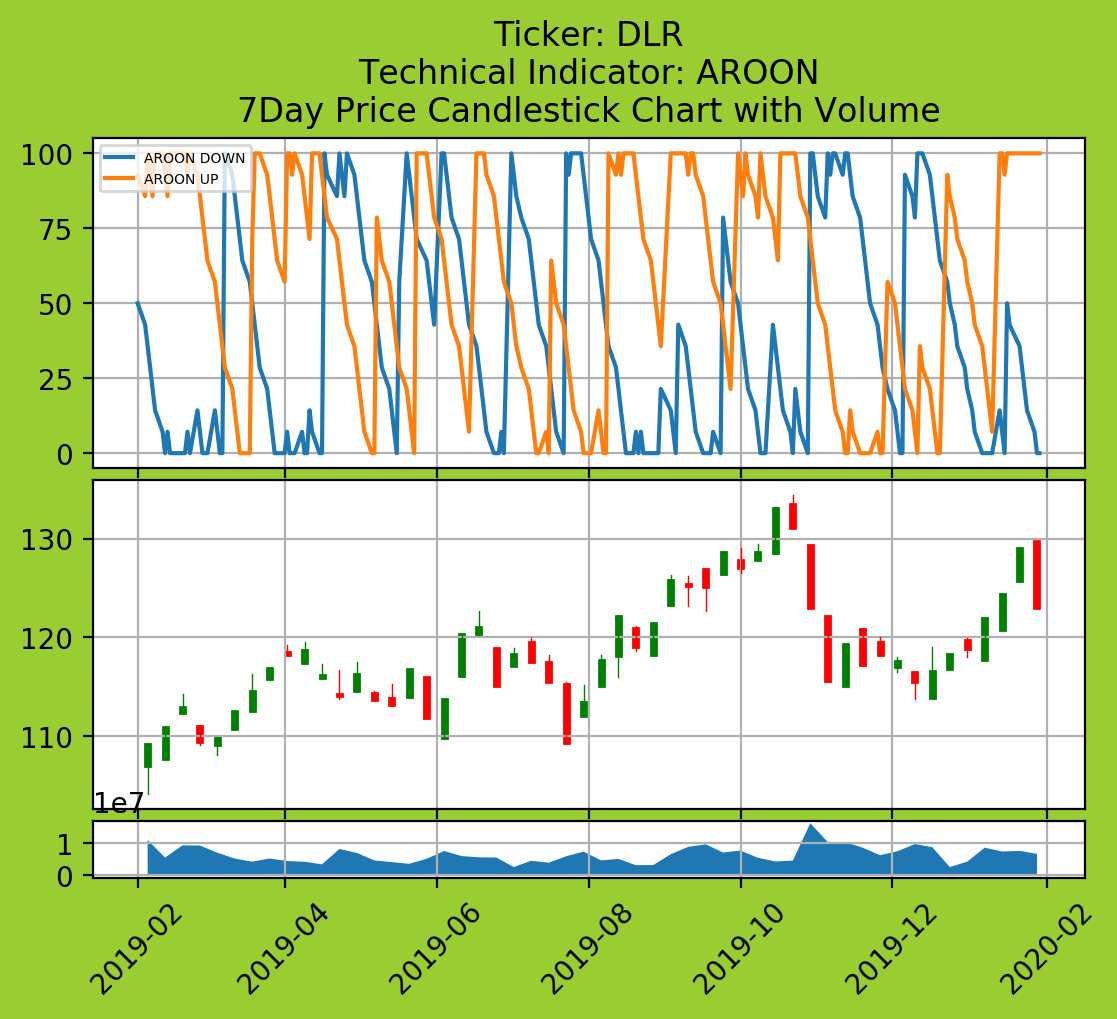 Ticker: DLR
Technical Indicator: AROON
7Day Price Candlestick Chart with Volume
100
75
50
25
0
AROON DOWN
AROON UP
130
120
110
1e7
1
0
2019-02
2019-04
2019-06
2019-08
2019-10
2019-12
2020-02